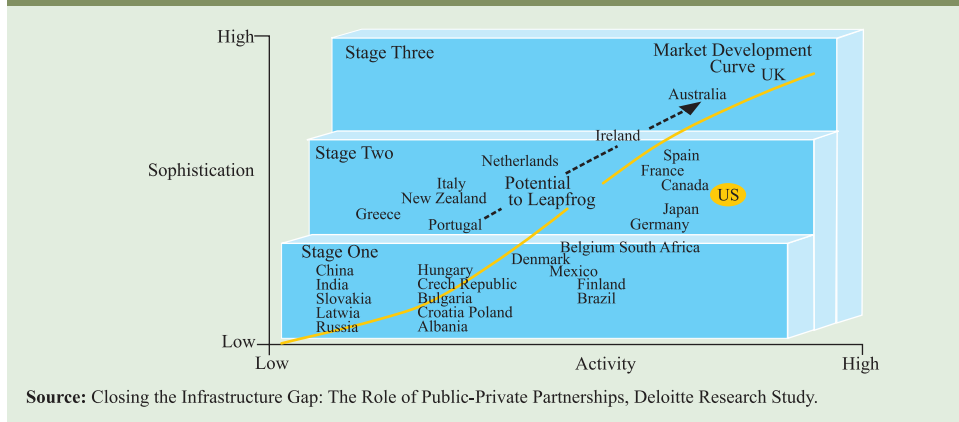 High
Stage Three
Market Development
Curve
UK
Australia
Ireland
Sophistication
Stage Two
Netherlands
Spain
France
Italy
Potential
to Leapfrog
Canada
US
New Zealand
Greece
Japan
Portugal
Germany
Stage One
Belgium South Africa
Denmark
China
Hungary
Mexico
India
Crech Republic
Finland
Slovakia
Bulgaria
Brazil
Latwia
Croatia Poland
Russia
Albania
Low
Low
Activity
High
Source: Closing the Infrastructure Gap: The Role of Public-Private Partnerships, Deloitte Research Study.